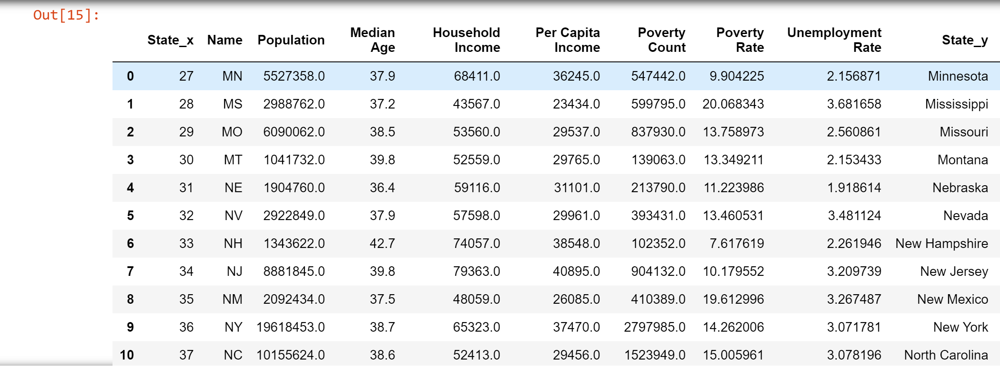 Out[15]:
State_x Name Population Median Age Household Income Per Capita Income Poverty Count Poverty Rate Unemployment Rate State_y
0 27 MN 5527358.0 37.9 68411.0 36245.0 547442.0 9.904225 2.156871 Minnesota
1 28 MS 2988762.0 37.2 43567.0 23434.0 599795.0 20.068343 3.681658 Mississippi
2 29 MO 6090062.0 38.5 53560.0 29537.0 837930.0 13.758973 2.560861 Missouri
3 30 MT 1041732.0 39.8 52559.0 29765.0 139063.0 13.349211 2.153433 Montana
4 31 NE 1904760.0 36.4 59116.0 31101.0 213790.0 11.223986 1.918614 Nebraska
5 32 NV 2922849.0 37.9 57598.0 29961.0 393431.0 13.460531 3.481124 Nevada
6 33 NH 1343622.0 42.7 74057.0 38548.0 102352.0 7.617619 2.261946 New Hampshire
7 34 NJ 8881845.0 39.8 79363.0 40895.0 904132.0 10.179552 3.209739 New Jersey
8 35 NM 2092434.0 37.5 48059.0 26085.0 410389.0 19.612996 3.267487 New Mexico
9 36 NY 19618453.0 38.7 65323.0 37470.0 2797985.0 14.262006 3.071781 New York
10 37 NC 10155624.0 38.6 52413.0 29456.0 1523949.0 15.005961 3.078196 North Carolina